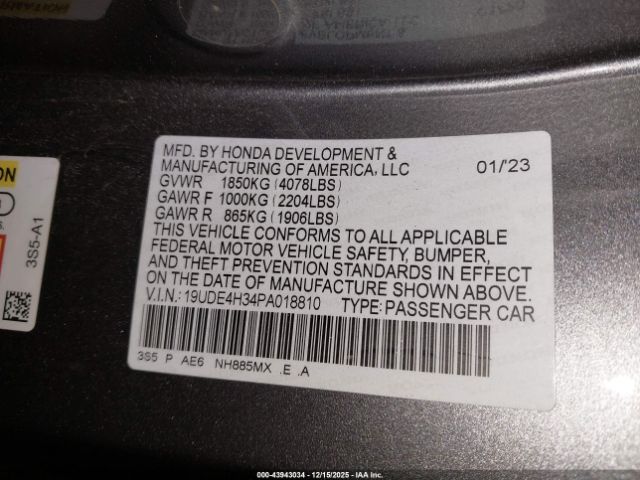 MFD. BY HONDA DEVELOPMENT &
MANUFACTURING OF AMERICA, LLC 01/23
GVWR 1850KG (4078LBS)
GAWR F 1000KG (2204LBS)
GAWR R 865KG (1906LBS)
THIS VEHICLE CONFORMS TO ALL APPLICABLE
FEDERAL MOTOR VEHICLE SAFETY, BUMPER,
AND THEFT PREVENTION STANDARDS IN EFFECT
ON THE DATE OF MANUFACTURE SHOWN ABOVE.
V.I.N.: 19UDE4H34PA018810 TYPE: PASSENGER CAR
3S5 P AE6 NH885MX .E .A
3S5-A1
000-43943034 - 12/15/2025 - IAA Inc.